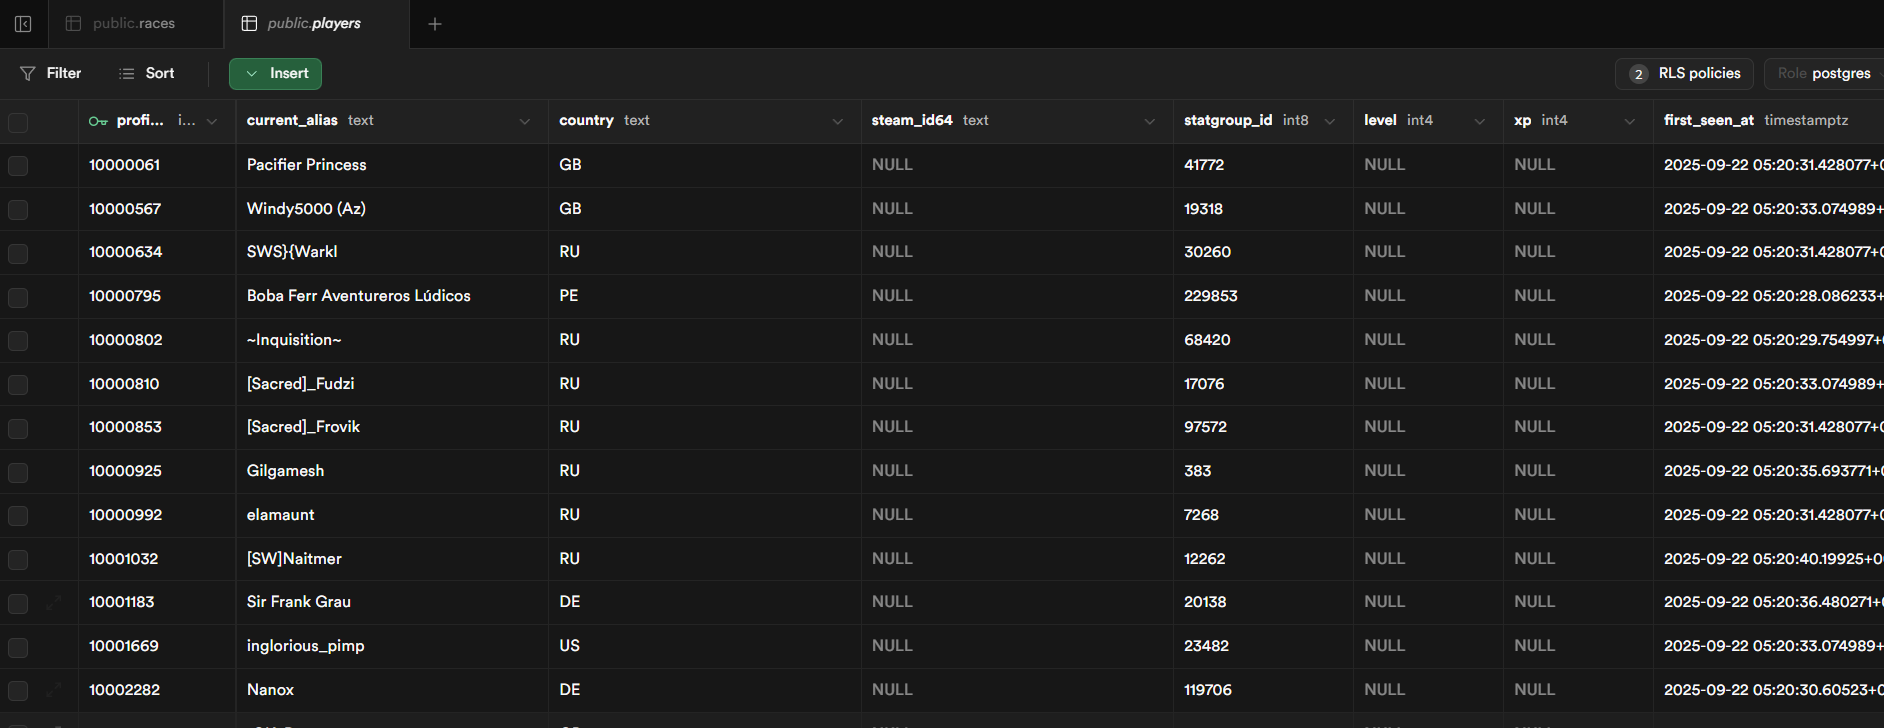 public.races public.players
Filter Sort Insert 2 RLS policies Role postgres
profi... i... current_alias text country text steam_id64 text statgroup_id int8 level int4 xp int4 first_seen_at timestamptz
10000061 Pacifier Princess GB NULL 41772 NULL NULL 2025-09-22 05:20:31.428077+0
10000567 Windy5000 (Az) GB NULL 19318 NULL NULL 2025-09-22 05:20:33.074989+
10000634 SWS}{Warkl RU NULL 30260 NULL NULL 2025-09-22 05:20:31.428077+0
10000795 Boba Ferr Aventureros Lúdicos PE NULL 229853 NULL NULL 2025-09-22 05:20:28.086233+
10000802 ~Inquisition~ RU NULL 68420 NULL NULL 2025-09-22 05:20:29.754997+
10000810 [Sacred]_Fudzi RU NULL 17076 NULL NULL 2025-09-22 05:20:33.074989+
10000853 [Sacred]_Frovik RU NULL 97572 NULL NULL 2025-09-22 05:20:31.428077+0
10000925 Gilgamesh RU NULL 383 NULL NULL 2025-09-22 05:20:35.693771+0
10000992 elamaunt RU NULL 7268 NULL NULL 2025-09-22 05:20:31.428077+0
10001032 [SW]Naitmer RU NULL 12262 NULL NULL 2025-09-22 05:20:40.19925+0
10001183 Sir Frank Grau DE NULL 20138 NULL NULL 2025-09-22 05:20:36.480271+0
10001669 inglorious_pimp US NULL 23482 NULL NULL 2025-09-22 05:20:33.074989+
10002282 Nanox DE NULL 119706 NULL NULL 2025-09-22 05:20:30.60523+0